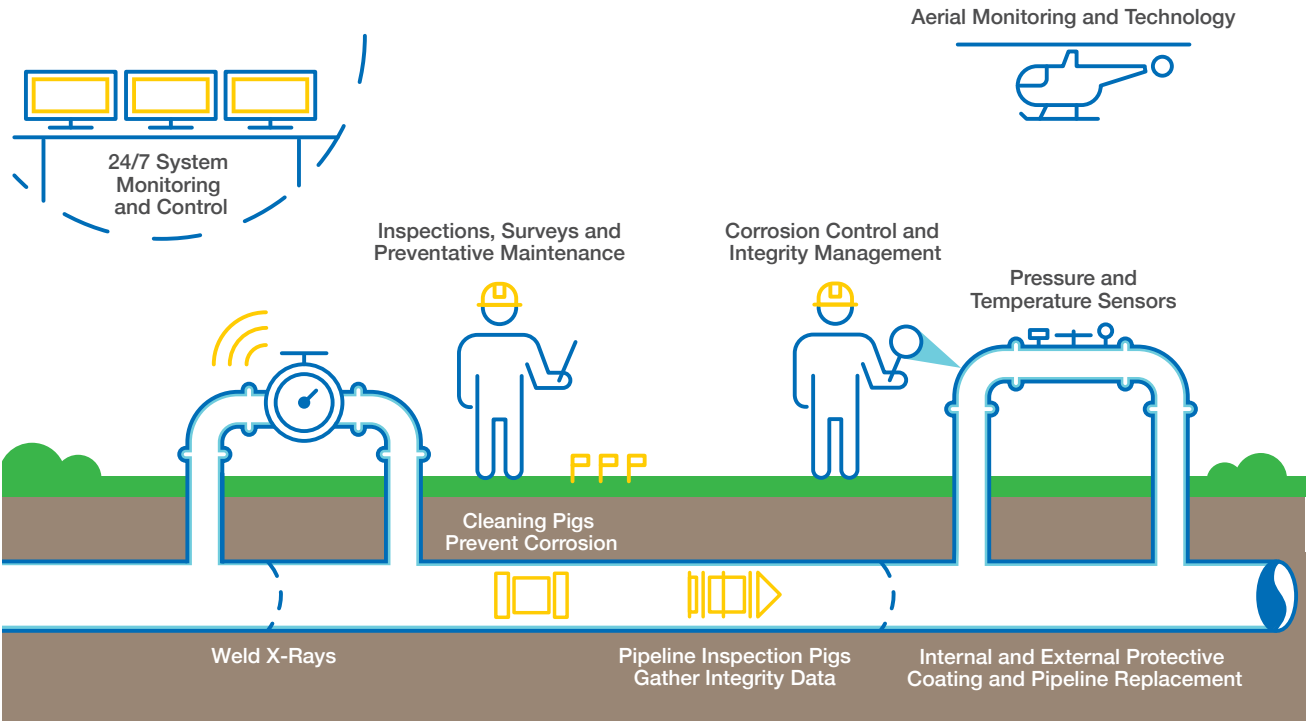 Aerial Monitoring and Technology
24/7 System
Monitoring
and Control
Inspections, Surveys and
Preventative Maintenance
Corrosion Control and
Integrity Management
Pressure and
Temperature Sensors
Cleaning Pigs
Prevent Corrosion
Weld X-Rays
Pipeline Inspection Pigs
Gather Integrity Data
Internal and External Protective
Coating and Pipeline Replacement